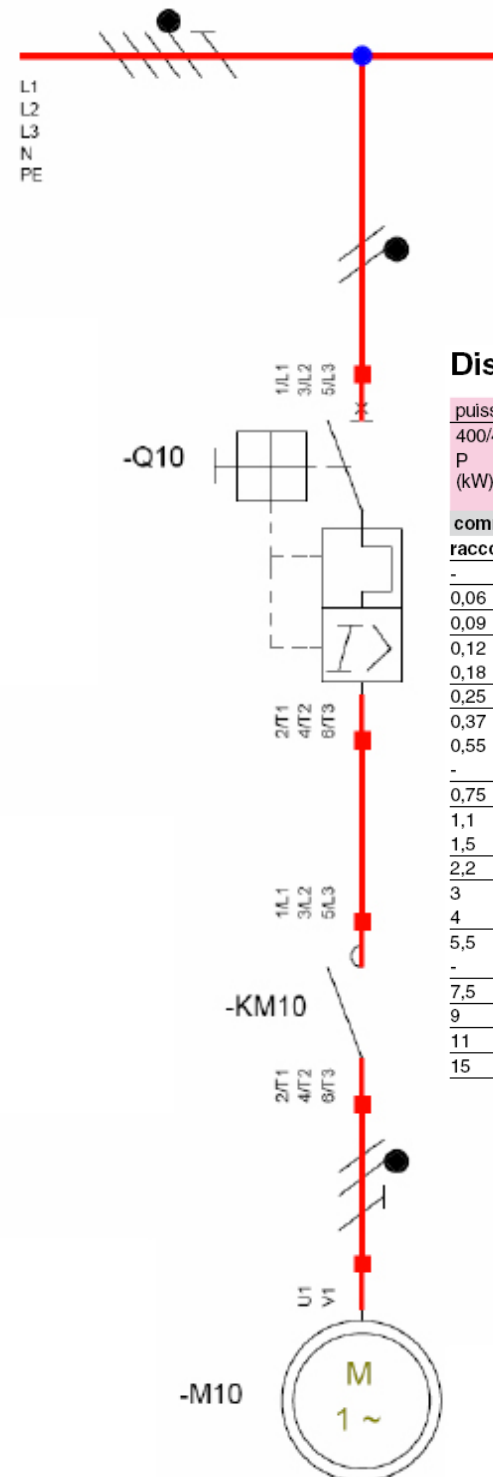 L1
L2
L3
N
PE
1/L1
3/L2
5/L3
-Q10
2/T1
4/T2
6/T3
1/L1
3/L2
5/L3
-KM10
2/T1
4/T2
6/T3
U1
V1
-M10
M
1 ~
Dis
puiss
400/
P
(kW)
com
racco
-
0,06
0,09
0,12
0,18
0,25
0,37
0,55
-
0,75
1,1
1,5
2,2
3
4
5,5
-
7,5
9
11
15